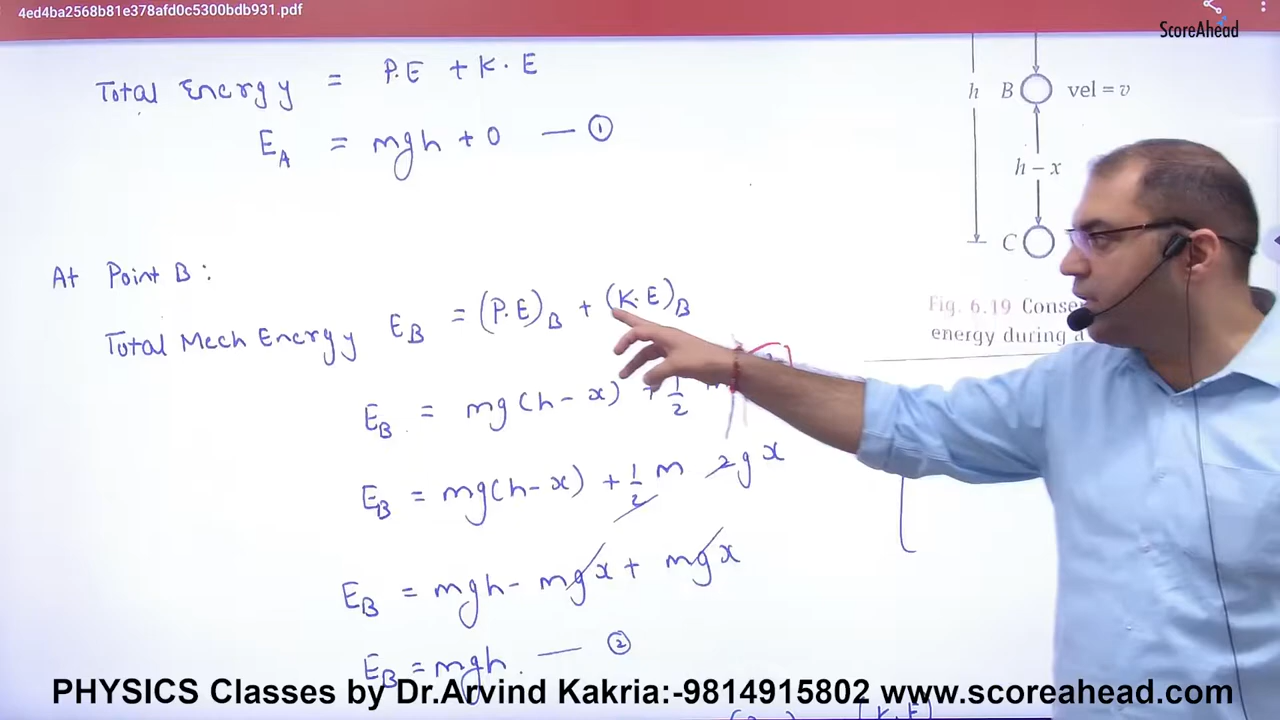 4ed4ba2568b81e378afd0c5300bdb931.pdf
ScoreAhead
Total Energy = P.E + K.E
E_A = mgh + 0 — ①
h B vel = v
h – x
C
Fig. 6.19 Conse
energy during a
At Point B :
Total Mech Energy E_B = (P.E)_B + (K.E)_B
E_B = mg(h - x) + 1/2
E_B = mg(h - x) + 1/2 m 2gx
E_B = mgh - mgx + mgx
E_B = mgh. — ②
PHYSICS Classes by Dr.Arvind Kakria:-9814915802 www.scoreahead.com
(K.E)